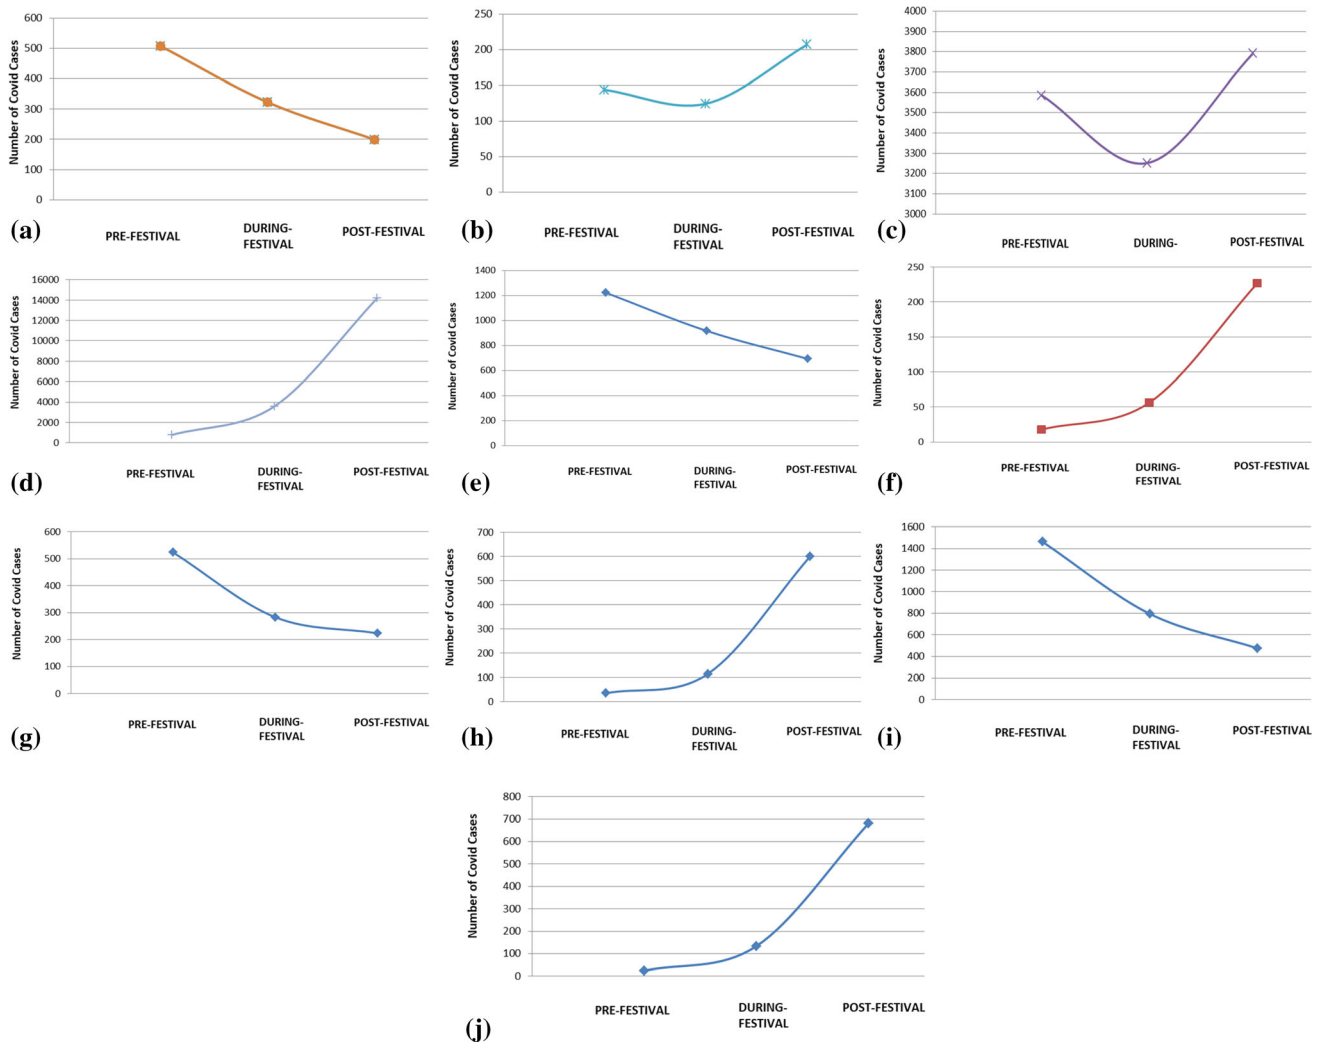 Number of Covid Cases
600
500
400
300
200
100
0
(a)
PRE-FESTIVAL
DURING-
FESTIVAL
POST-FESTIVAL
Number of Covid Cases
250
200
150
100
50
0
(b)
PRE-FESTIVAL
DURING-
FESTIVAL
POST-FESTIVAL
Number of Covid Cases
4000
3900
3800
3700
3600
3500
3400
3300
3200
3100
3000
(c)
PRE-FESTIVAL
DURING-
POST-FESTIVAL
Number of Covid Cases
16000
14000
12000
10000
8000
6000
4000
2000
0
(d)
PRE-FESTIVAL
DURING-
FESTIVAL
POST-FESTIVAL
Number of Covid Cases
1400
1200
1000
800
600
400
200
0
(e)
PRE-FESTIVAL
DURING-
FESTIVAL
POST-FESTIVAL
Number of Covid Cases
250
200
150
100
50
0
(f)
PRE-FESTIVAL
DURING-
FESTIVAL
POST-FESTIVAL
Number of Covid Cases
600
500
400
300
200
100
0
(g)
PRE-FESTIVAL
DURING-
FESTIVAL
POST-FESTIVAL
Number of Covid Cases
700
600
500
400
300
200
100
0
(h)
PRE-FESTIVAL
DURING-
FESTIVAL
POST-FESTIVAL
Number of Covid Cases
1600
1400
1200
1000
800
600
400
200
0
(i)
PRE-FESTIVAL
DURING-
FESTIVAL
POST-FESTIVAL
Number of Covid Cases
800
700
600
500
400
300
200
100
0
(j)
PRE-FESTIVAL
DURING-
FESTIVAL
POST-FESTIVAL